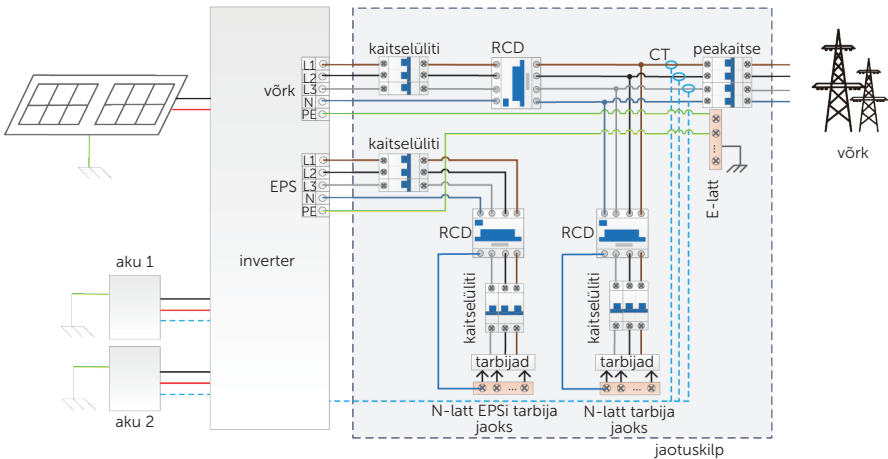 kaitselüliti
RCD
CT
peakaitse
võrk
L1
L2
L3
N
PE
võrk
kaitselüliti
EPS
L1
L2
L3
N
PE
E-latt
...
RCD
RCD
inverter
aku 1
kaitselüliti
kaitselüliti
tarbijad
tarbijad
...
...
aku 2
N-latt EPSi tarbija
jaoks
N-latt tarbija
jaoks
jaotuskilp